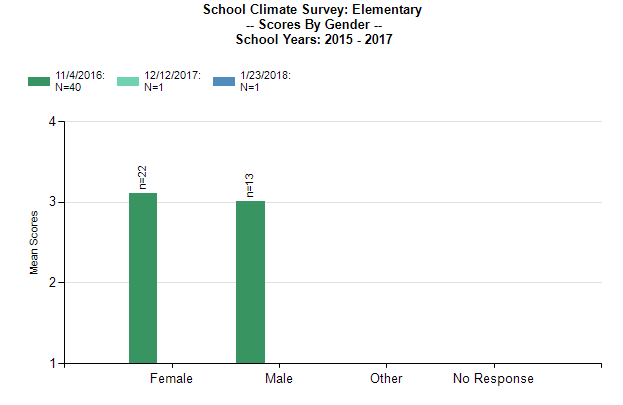 School Climate Survey: Elementary
-- Scores By Gender --
School Years: 2015 - 2017
11/4/2016: 12/12/2017: 1/23/2018:
N=40 N=1 N=1
4
n=22
n=13
3
Mean Scores
2
1
Female Male Other No Response